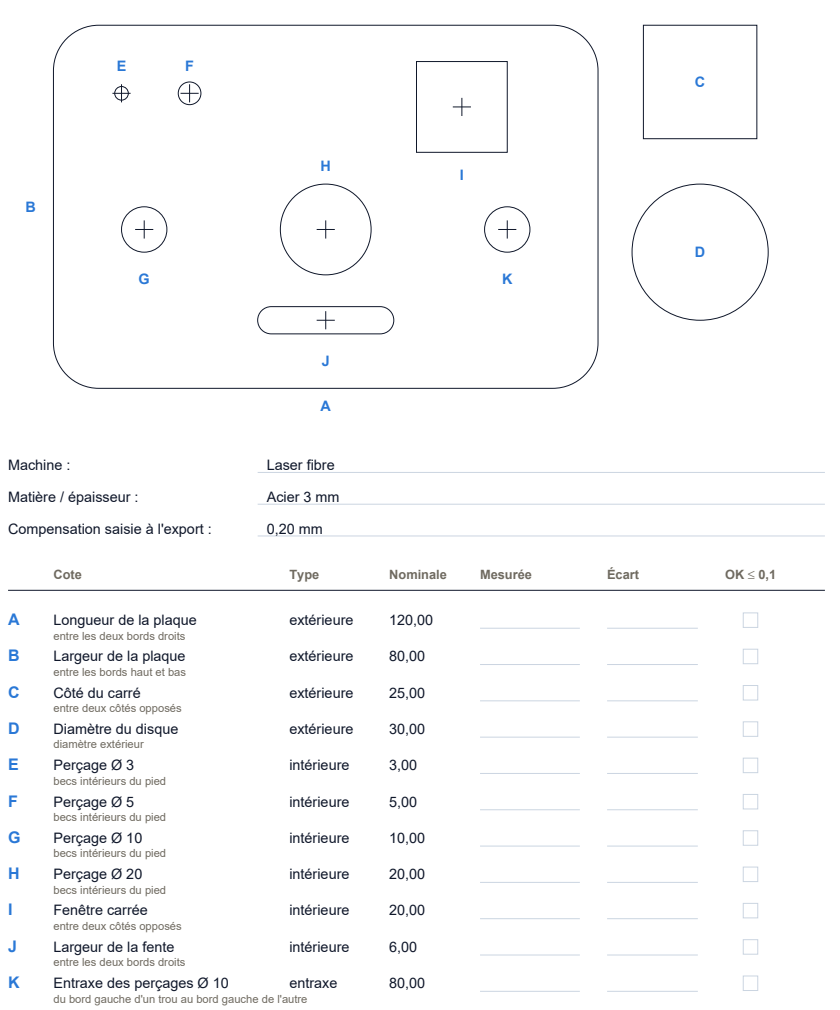 E F
C
H
I
B
G K
D
J
A
Machine : Laser fibre
Matière / épaisseur : Acier 3 mm
Compensation saisie à l'export : 0,20 mm
Cote Type Nominale Mesurée Écart OK ≤ 0,1
A Longueur de la plaque extérieure 120,00
entre les deux bords droits
B Largeur de la plaque extérieure 80,00
entre les bords haut et bas
C Côté du carré extérieure 25,00
entre deux côtés opposés
D Diamètre du disque extérieure 30,00
diamètre extérieur
E Perçage Ø 3 intérieure 3,00
becs intérieurs du pied
F Perçage Ø 5 intérieure 5,00
becs intérieurs du pied
G Perçage Ø 10 intérieure 10,00
becs intérieurs du pied
H Perçage Ø 20 intérieure 20,00
becs intérieurs du pied
I Fenêtre carrée intérieure 20,00
entre deux côtés opposés
J Largeur de la fente intérieure 6,00
entre les deux bords droits
K Entraxe des perçages Ø 10 entraxe 80,00
du bord gauche d'un trou au bord gauche de l'autre